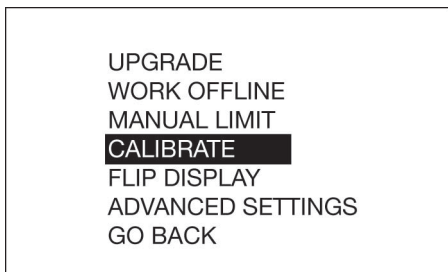 UPGRADE
WORK OFFLINE
MANUAL LIMIT
CALIBRATE
FLIP DISPLAY
ADVANCED SETTINGS
GO BACK